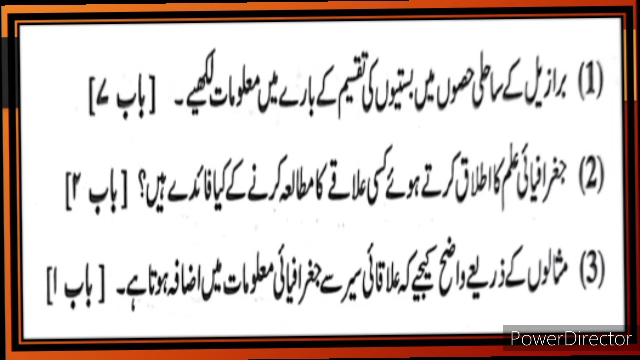 (1) برازیل کے ساحلی حصوں میں بستیوں کی تقسیم کے بارے میں معلومات لکھیے۔ [باب ۷]
(2) جغرافیائی علم کا اطلاق کرتے ہوئے کسی علاقے کا مطالعہ کرنے کے کیا فائدے ہیں؟ [باب ۲]
(3) مثالوں کے ذریعے واضح کیجیے کہ علاقائی سیر سے جغرافیائی معلومات میں اضافہ ہوتا ہے۔ [باب ۱]
PowerDirector